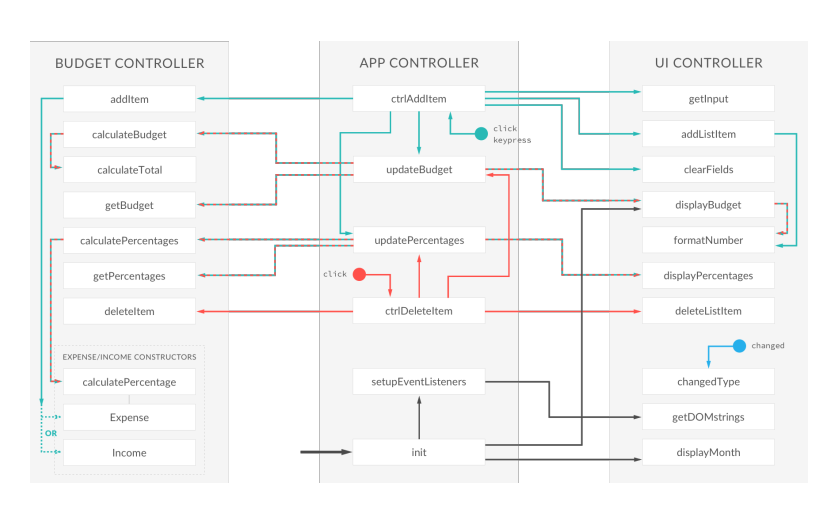 BUDGET CONTROLLER
APP CONTROLLER
UI CONTROLLER
addItem
ctrlAddItem
getInput
calculateBudget
click
keypress
addListItem
calculateTotal
updateBudget
clearFields
getBudget
displayBudget
calculatePercentages
updatePercentages
formatNumber
getPercentages
click
displayPercentages
deleteItem
ctrlDeleteItem
deleteListItem
changed
EXPENSE/INCOME CONSTRUCTORS
calculatePercentage
setupEventListeners
changedType
Expense
getDOMstrings
OR
Income
init
displayMonth